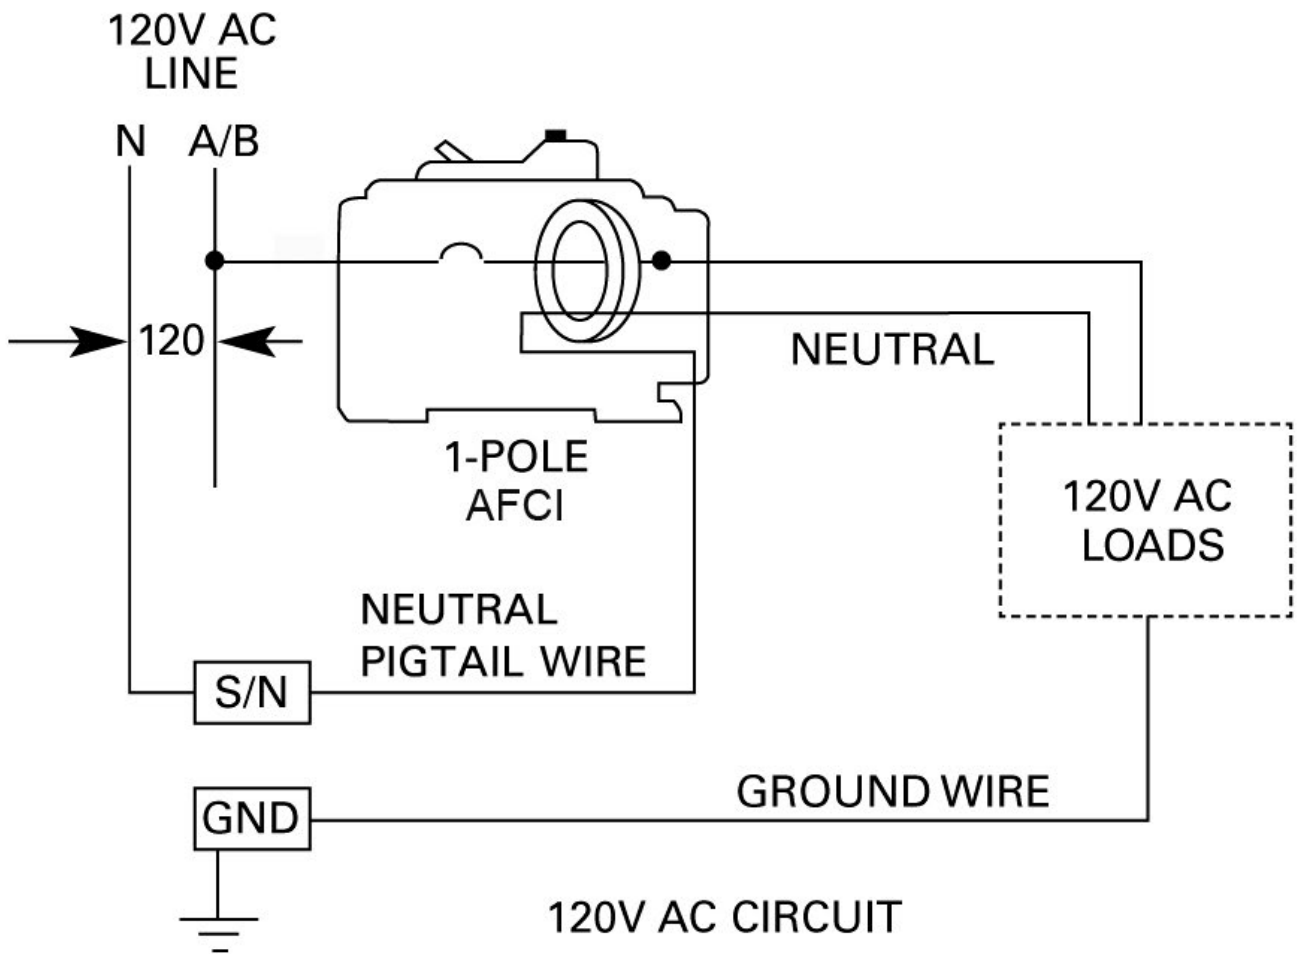 120V AC
LINE
N A/B
120
NEUTRAL
1-POLE
AFCI
120V AC
LOADS
NEUTRAL
PIGTAIL WIRE
S/N
GROUND WIRE
GND
120V AC CIRCUIT